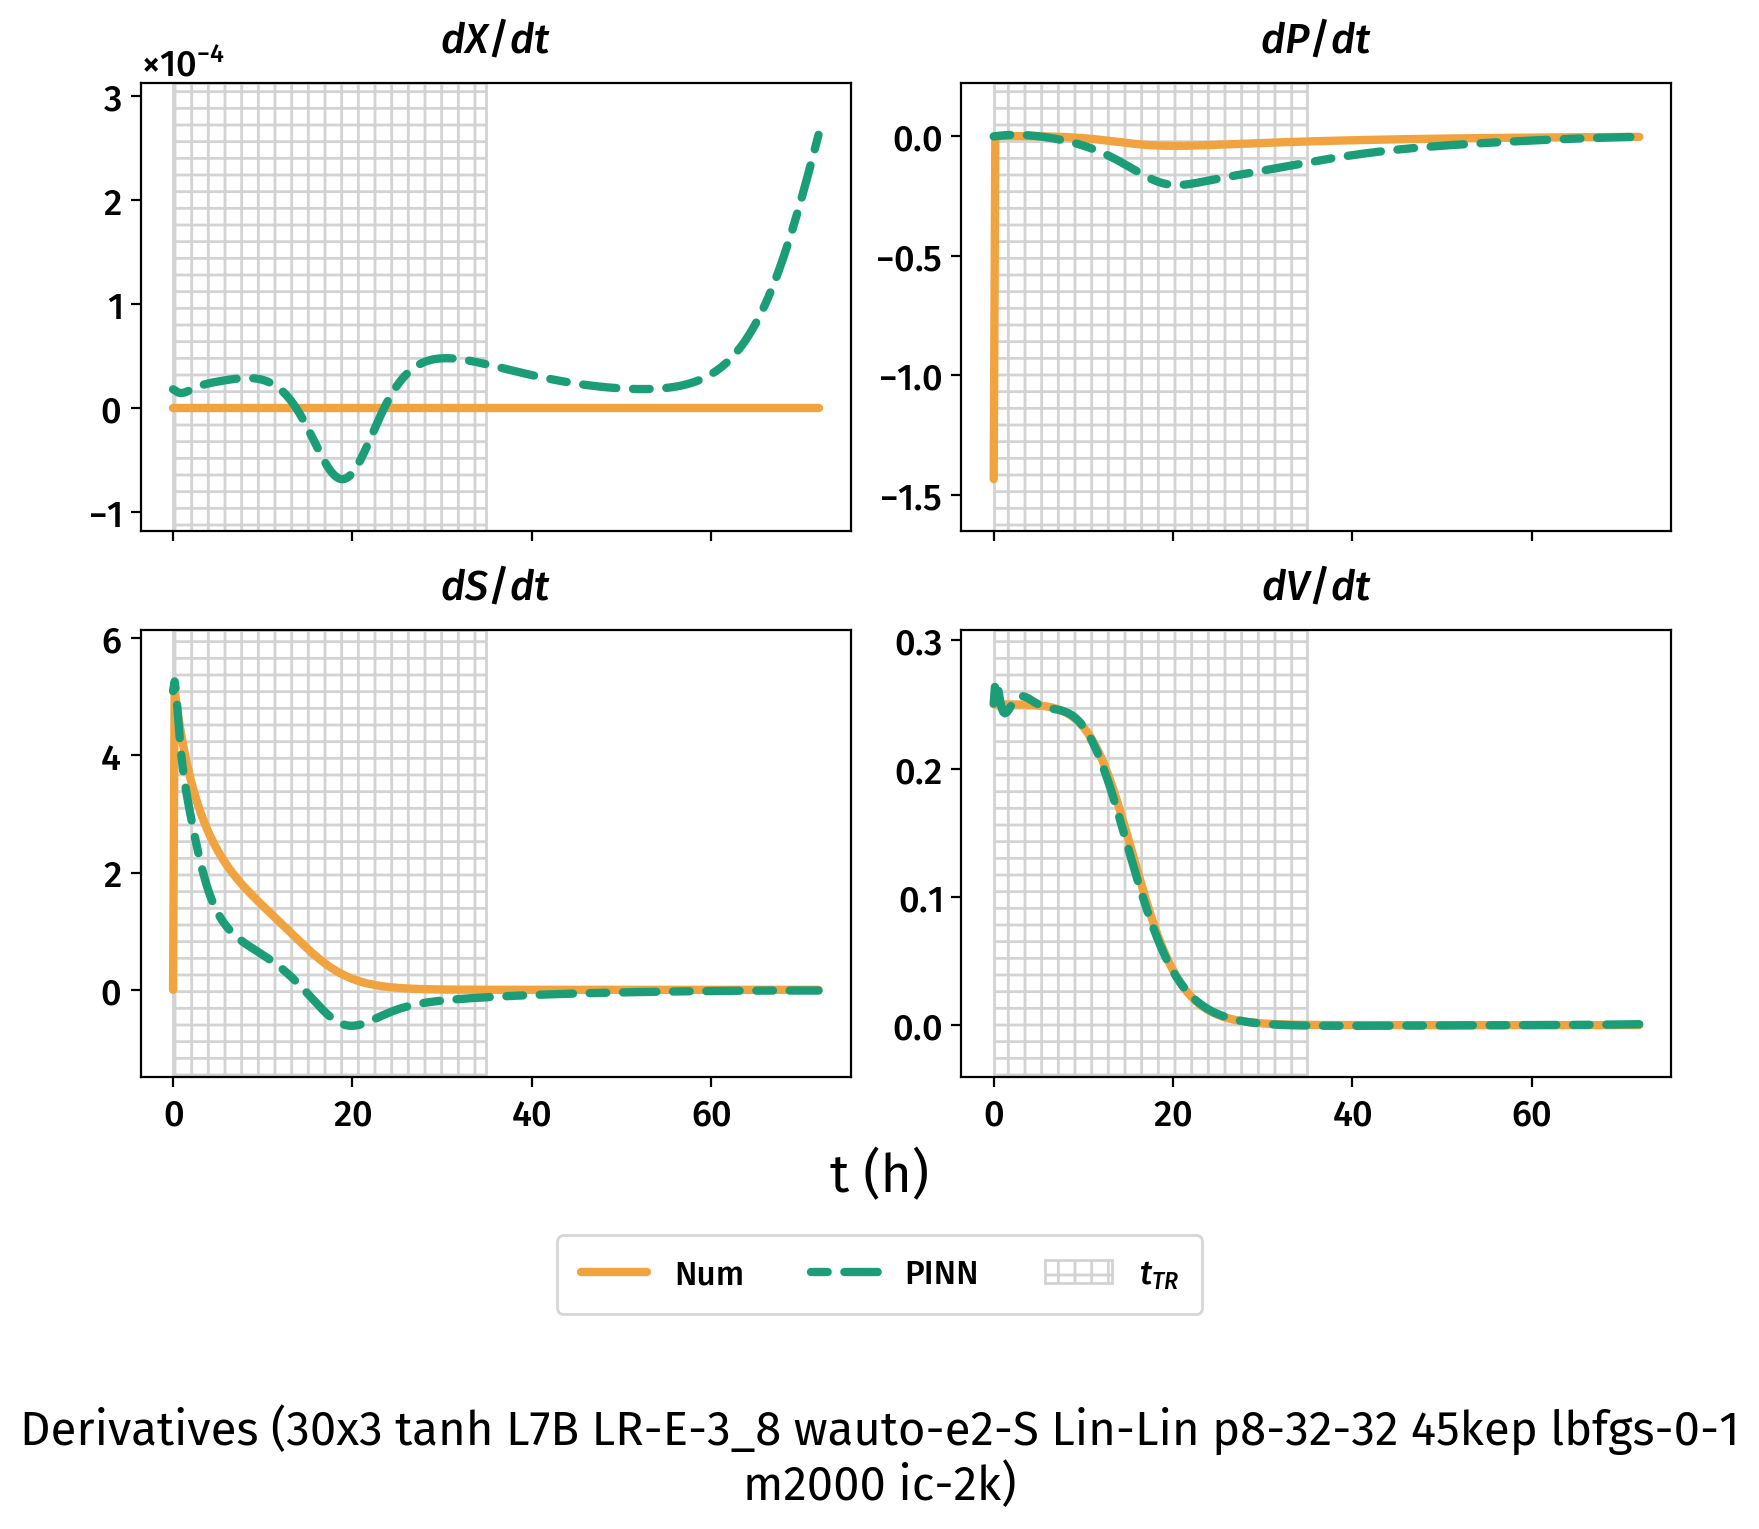 dX/dt
dP/dt
×10⁻⁴
3
2
1
0
−1
0.0
−0.5
−1.0
−1.5
dS/dt
dV/dt
6
4
2
0
0.3
0.2
0.1
0.0
0 20 40 60
0 20 40 60
t (h)
Num PINN t_TR
Derivatives (30x3 tanh L7B LR-E-3_8 wauto-e2-S Lin-Lin p8-32-32 45kep lbfgs-0-1
m2000 ic-2k)